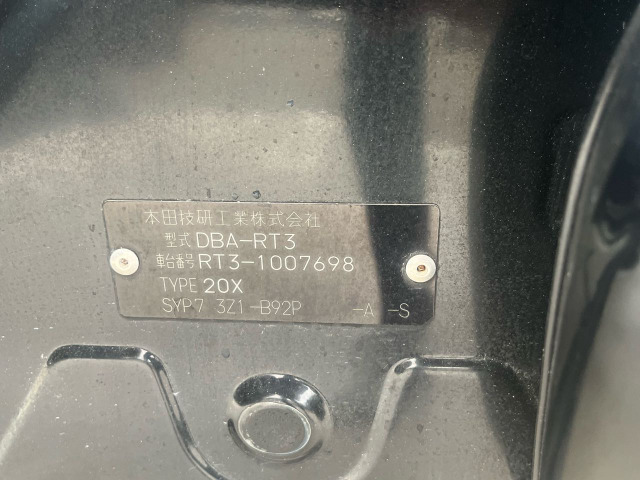 本田技研工業株式会社
型式 DBA-RT3
車台番号 RT3-1007698
TYPE 20X
SYP7 3Z1-B92P -A -S